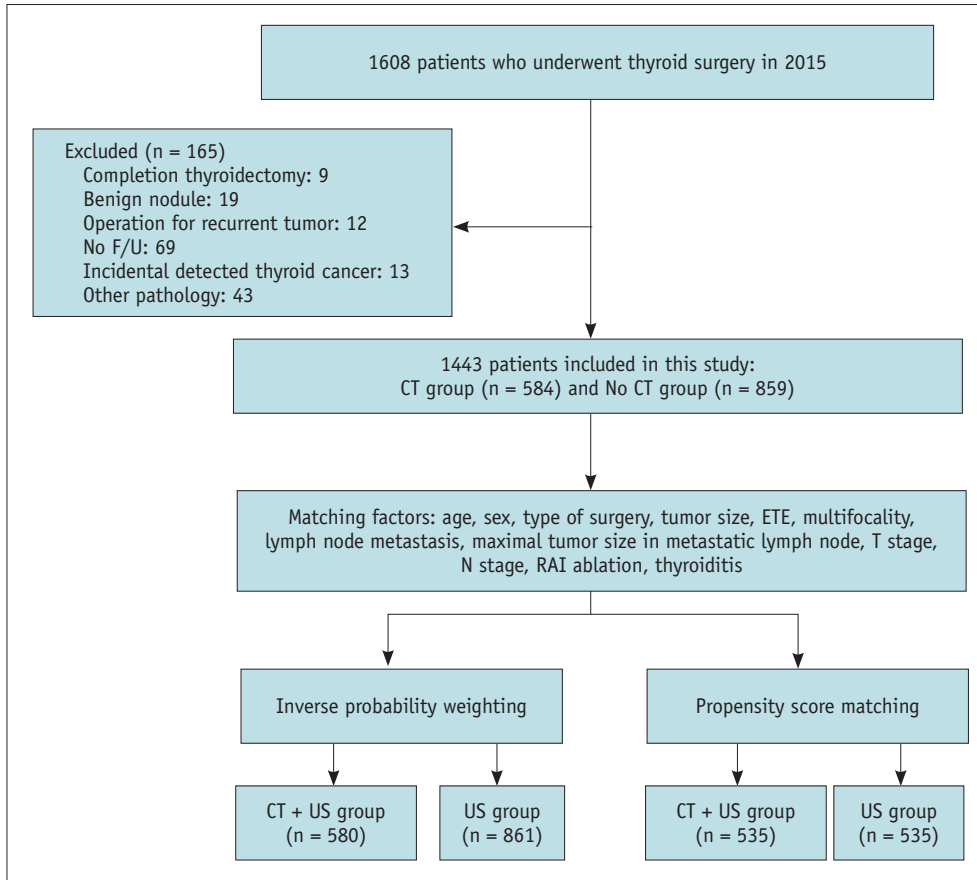 1608 patients who underwent thyroid surgery in 2015
Excluded (n = 165)
Completion thyroidectomy: 9
Benign nodule: 19
Operation for recurrent tumor: 12
No F/U: 69
Incidental detected thyroid cancer: 13
Other pathology: 43
1443 patients included in this study:
CT group (n = 584) and No CT group (n = 859)
Matching factors: age, sex, type of surgery, tumor size, ETE, multifocality,
lymph node metastasis, maximal tumor size in metastatic lymph node, T stage,
N stage, RAI ablation, thyroiditis
Inverse probability weighting
Propensity score matching
CT + US group
(n = 580)
US group
(n = 861)
CT + US group
(n = 535)
US group
(n = 535)